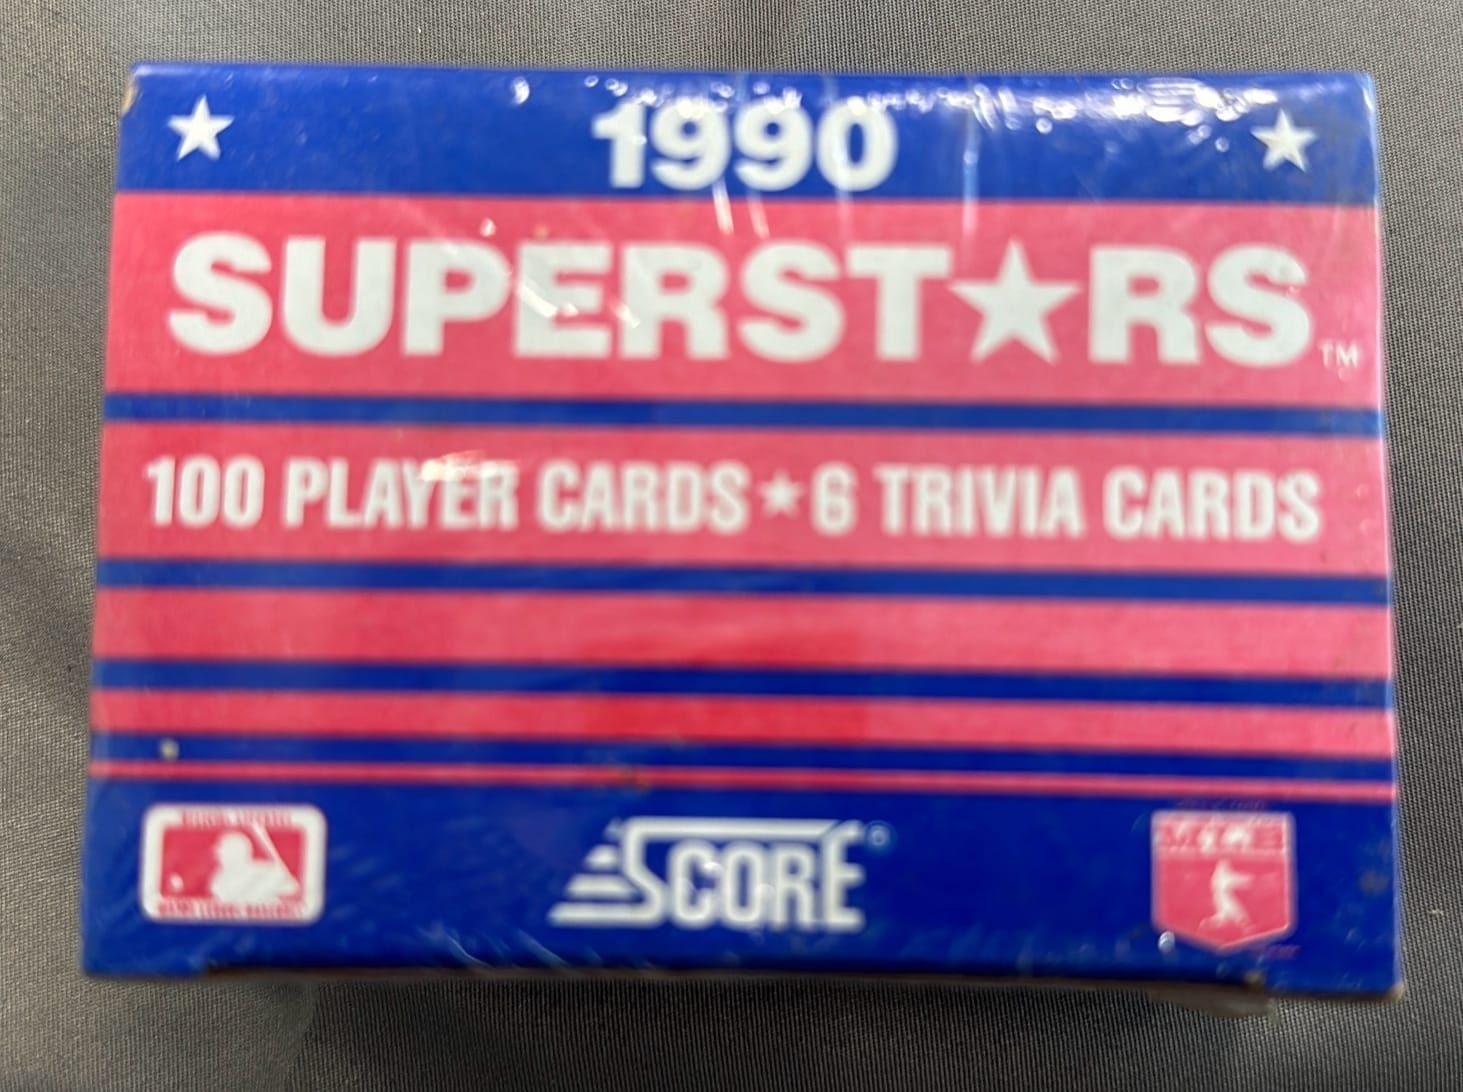 1990
SUPERST★RS™
100 PLAYER CARDS ★ 6 TRIVIA CARDS
SCORE®